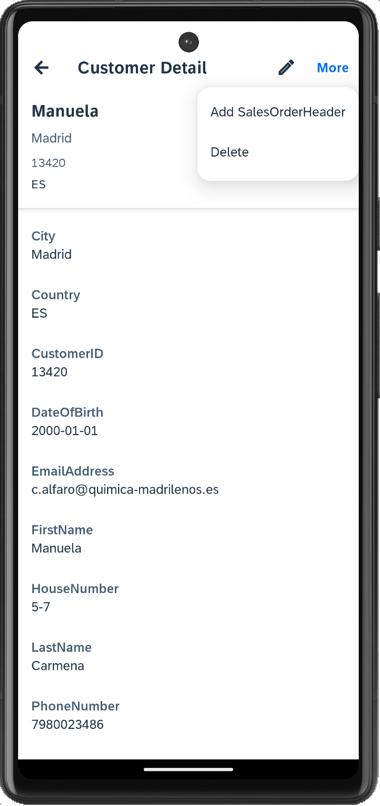 Customer Detail
More
Manuela
Add SalesOrderHeader
Madrid
Delete
13420
ES
City
Madrid
Country
ES
CustomerID
13420
DateOfBirth
2000-01-01
EmailAddress
c.alfaro@quimica-madrilenos.es
FirstName
Manuela
HouseNumber
5-7
LastName
Carmena
PhoneNumber
7980023486